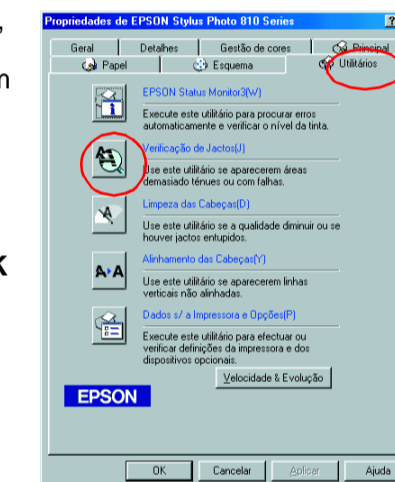 ,
m
k
Propriedades de EPSON Stylus Photo 810 Series
?
Geral
Detalhes
Gestão de cores
Principal
Papel
Esquema
Utilitários
EPSON Status Monitor3(W)
Execute este utilitário para procurar erros
automaticamente e verificar o nível da tinta.
Verificação de Jactos(J)
Use este utilitário se aparecerem áreas
demasiado ténues ou com falhas.
Limpeza das Cabeças(D)
Use este utilitário se a qualidade diminuir ou se
houver jactos entupidos.
Alinhamento das Cabeças(Y)
Use este utilitário se aparecerem linhas
verticais não alinhadas.
Dados s/ a Impressora e Opções(P)
Execute este utilitário para efectuar ou
verificar definições da impressora e dos
dispositivos opcionais.
Velocidade & Evolução
EPSON
OK
Cancelar
Aplicar
Ajuda